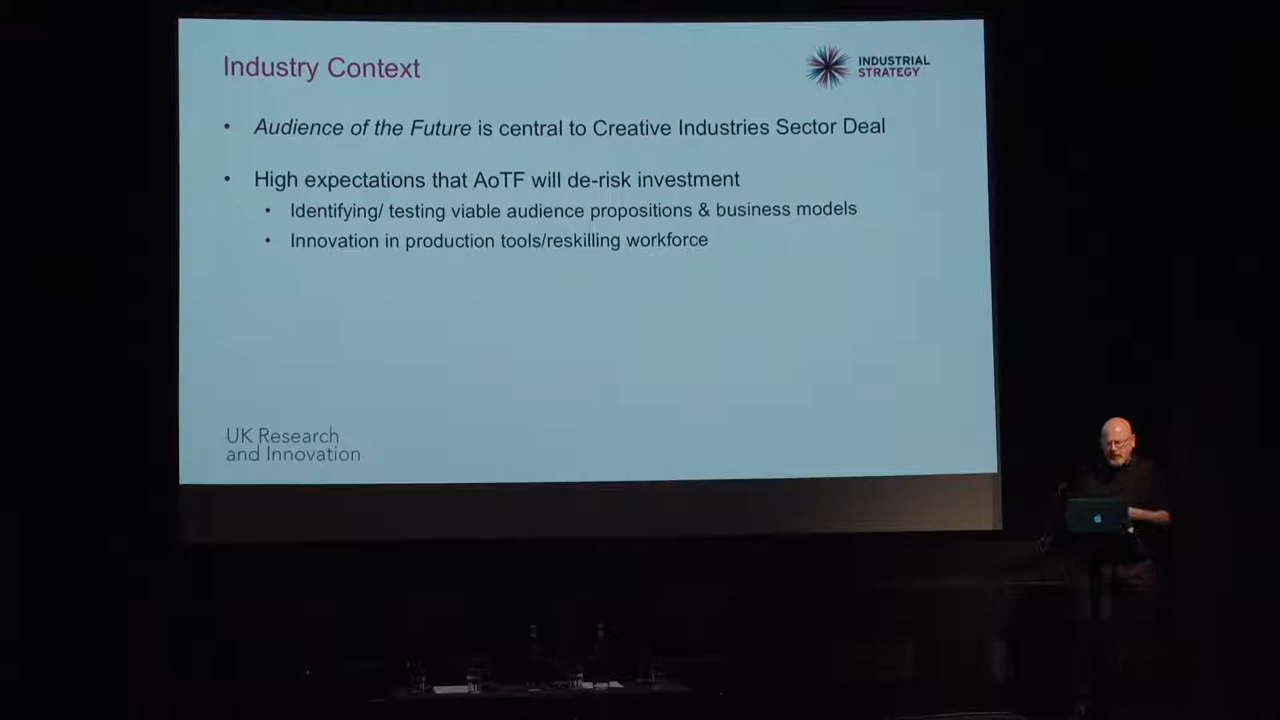 Industry Context
INDUSTRIAL
STRATEGY
• Audience of the Future is central to Creative Industries Sector Deal
• High expectations that AoTF will de-risk investment
• Identifying/ testing viable audience propositions & business models
• Innovation in production tools/reskilling workforce
UK Research
and Innovation